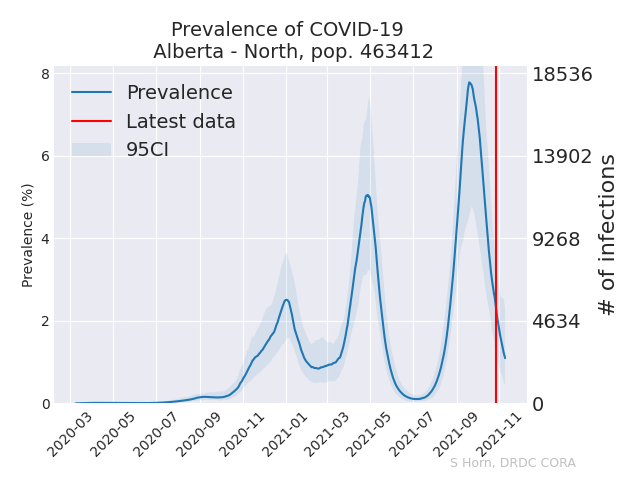 Prevalence of COVID-19
Alberta - North, pop. 463412
Prevalence
Latest data
95CI
8
6
4
2
0
Prevalence (%)
18536
13902
9268
4634
0
# of infections
2020-03
2020-05
2020-07
2020-09
2020-11
2021-01
2021-03
2021-05
2021-07
2021-09
2021-11
S Horn, DRDC CORA